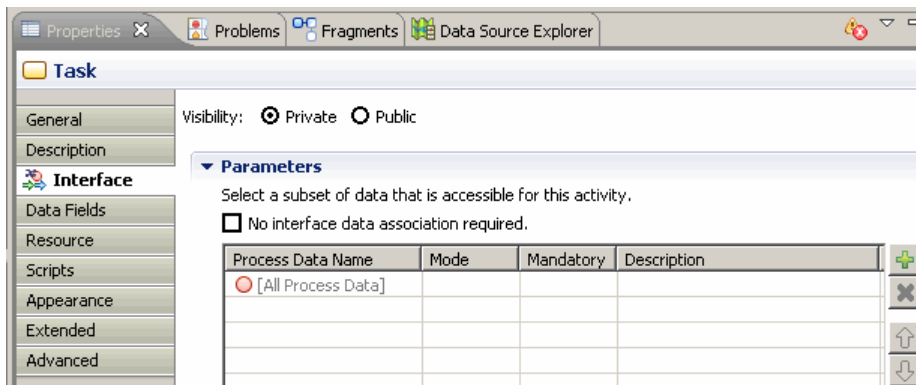 Properties Problems Fragments Data Source Explorer
Task
General
Description
Interface
Data Fields
Resource
Scripts
Appearance
Extended
Advanced
Visibility: Private Public
Parameters
Select a subset of data that is accessible for this activity.
No interface data association required.
Process Data Name Mode Mandatory Description
[All Process Data]